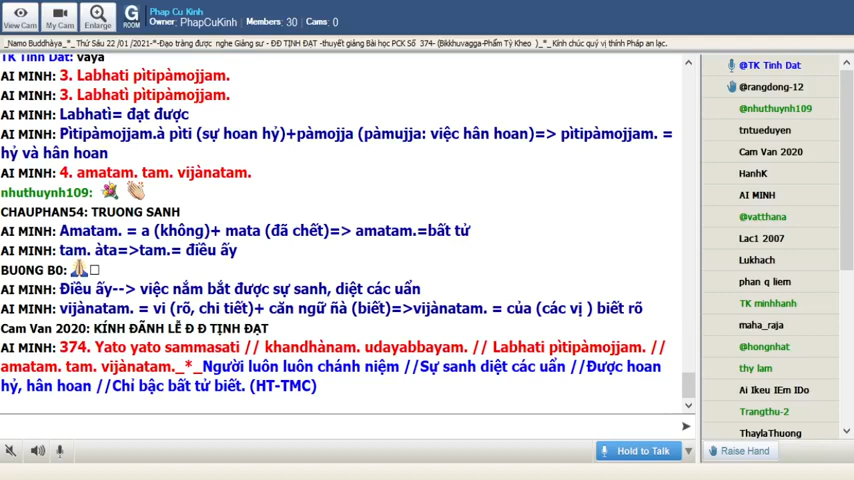 View Cam
My Cam
Enlarge
G
ROOM
Phap Cu Kinh
Owner: PhapCuKinh Members: 30 Cams: 0
_Namo Buddhàya_*_ Thứ Sáu 22 /01 /2021-*-Đạo tràng được nghe Giảng sư - ĐĐ TỊNH ĐẠT -thuyết giảng Bài học PCK Số 374- (Bikkhuvagga-Phẩm Tỳ Kheo )_*_ Kính chúc quý vị thính Pháp an lạc.
TK Tinh Dat: vaya
AI MINH: 3. Labhati pìtipàmojjam.
AI MINH: 3. Labhati pìtipàmojjam.
AI MINH: Labhatì= đạt được
AI MINH: Pìtipàmojjam.à pìti (sự hoan hỷ)+pàmojja (pàmujja: việc hân hoan)=> pìtipàmojjam. =
hỷ và hân hoan
AI MINH: 4. amatam. tam. vijànatam.
nhuthuynh109:
CHAUPHAN54: TRUONG SANH
AI MINH: Amatam. = a (không)+ mata (đã chết)=> amatam.=bất tử
AI MINH: tam. àta=>tam.= điều ấy
BU0NG B0:
AI MINH: Điều ấy--> việc nắm bắt được sự sanh, diệt các uẩn
AI MINH: vijànatam. = vi (rõ, chi tiết)+ căn ngữ ñà (biết)=>vijànatam. = của (các vị ) biết rõ
Cam Van 2020: KÍNH ĐÃNH LỄ Đ Đ TỊNH ĐẠT
AI MINH: 374. Yato yato sammasati // khandhànam. udayabbayam. // Labhati pìtipàmojjam. //
amatam. tam. vijànatam._*_Người luôn luôn chánh niệm //Sự sanh diệt các uẩn //Được hoan
hỷ, hân hoan //Chỉ bậc bất tử biết. (HT-TMC)
Hold to Talk
Raise Hand
@TK Tinh Dat
@rangdong-12
@nhuthuynh109
tntueduyen
Cam Van 2020
HanhK
AI MINH
@vatthana
Lac1 2007
Lukhach
phan q liem
TK minhhanh
maha_raja
@hongnhat
thy lam
Ai Ikeu IEm IDo
Trangthu-2
ThaylaThuong